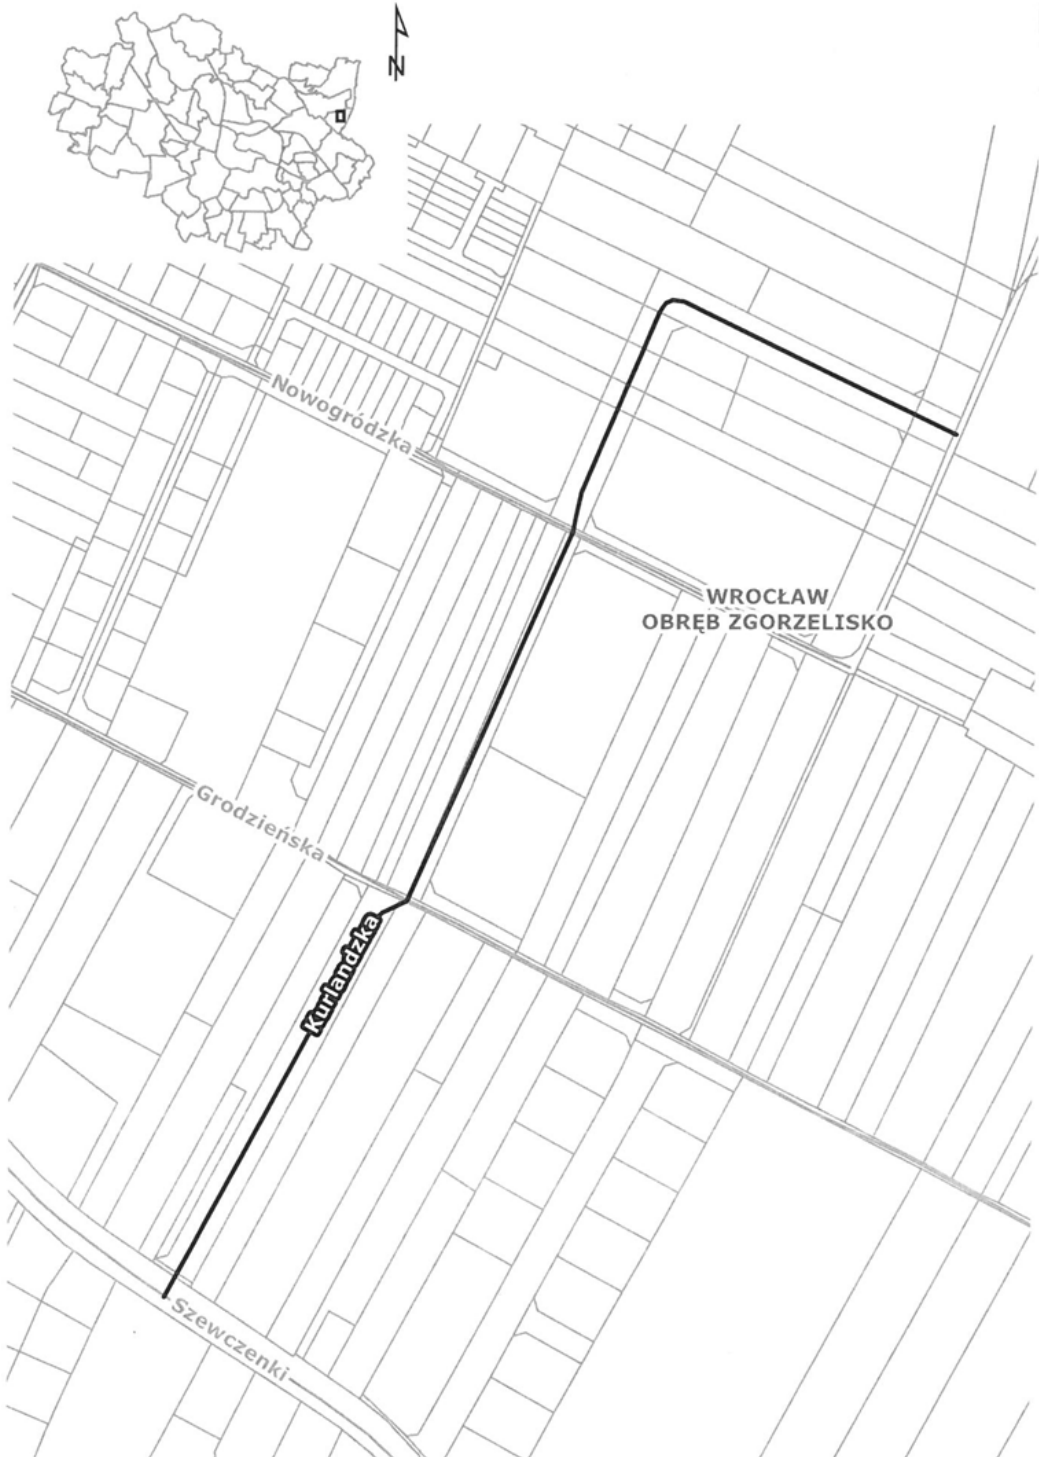 N
Nowogródzka
WROCŁAW
OBRĘB ZGORZELISKO
Grodzieńska
Kurlandzka
Szewczenki